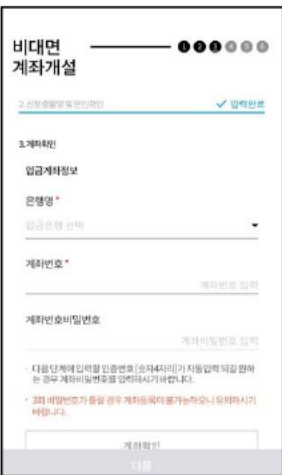 비대면
계좌개설
1 2 3 4 5 6
2.신분증촬영 및 본인확인
✓ 입력완료
3.계좌확인
입금계좌정보
은행명 *
입금은행 선택
계좌번호 *
계좌번호 입력
계좌번호비밀번호
계좌비밀번호 입력
· 다음 단계에 입력할 인증번호[숫자4자리]가 자동입력 되길 원하
는 경우 계좌비밀번호를 입력하시기 바랍니다.
· 3회 비밀번호가 틀릴 경우 계좌등록이 불가능하오니 유의하시기
바랍니다.
계좌확인
다음